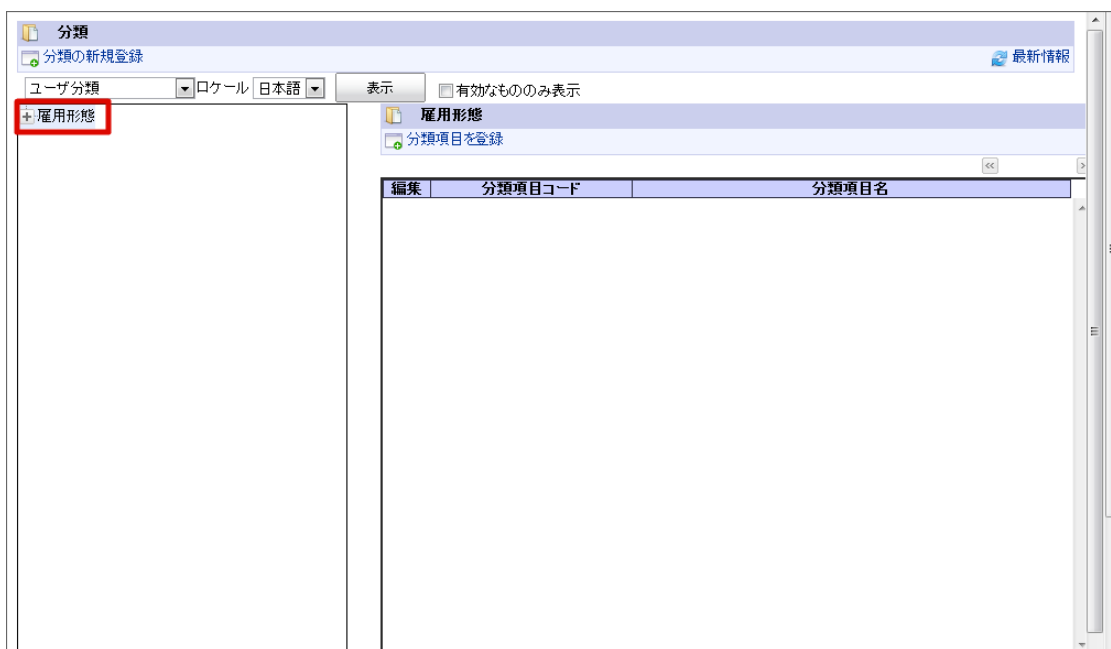 分類
分類の新規登録 最新情報
ユーザ分類 ロケール 日本語 表示 有効なもののみ表示
雇用形態
雇用形態
分類項目を登録
編集 分類項目コード 分類項目名